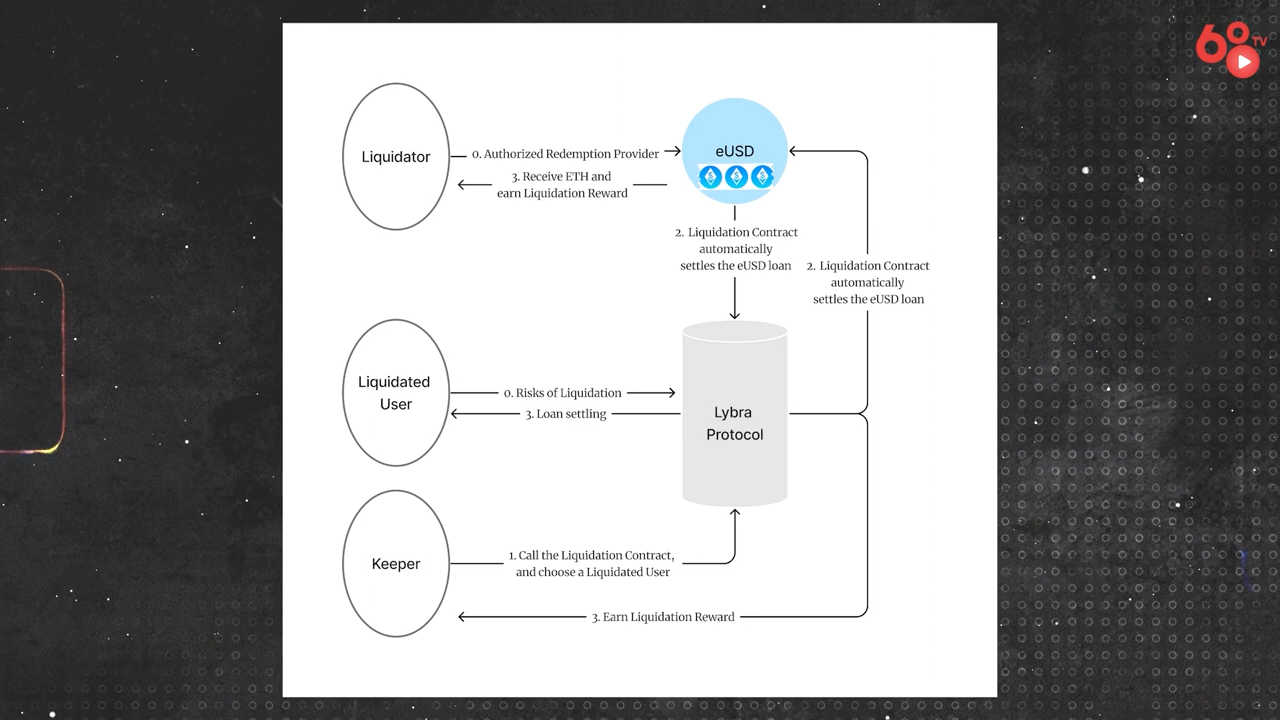 68
TV
Liquidator
0. Authorized Redemption Provider
3. Receive ETH and
earn Liquidation Reward
eUSD
2. Liquidation Contract
automatically
settles the eUSD loan
2. Liquidation Contract
automatically
settles the eUSD loan
Liquidated
User
0. Risks of Liquidation
3. Loan settling
Lybra
Protocol
Keeper
1. Call the Liquidation Contract,
and choose a Liquidated User
3. Earn Liquidation Reward